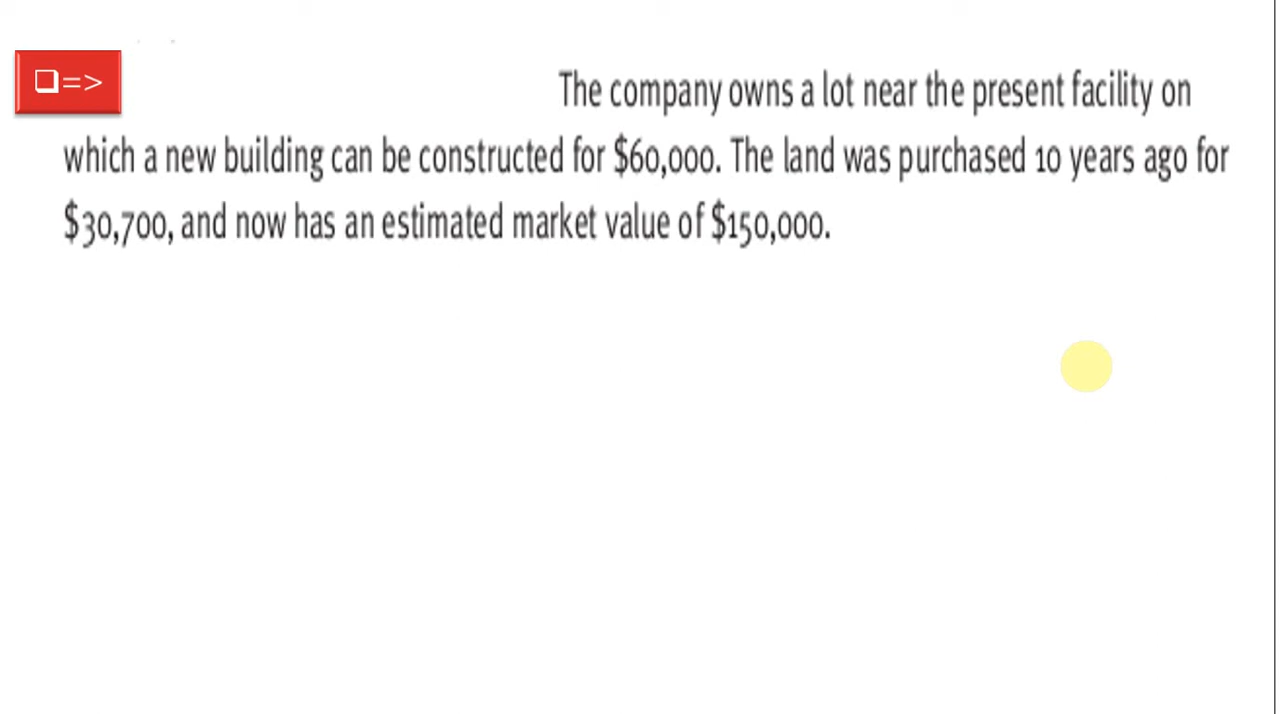 ❑=>
The company owns a lot near the present facility on
which a new building can be constructed for $60,000. The land was purchased 10 years ago for
$30,700, and now has an estimated market value of $150,000.